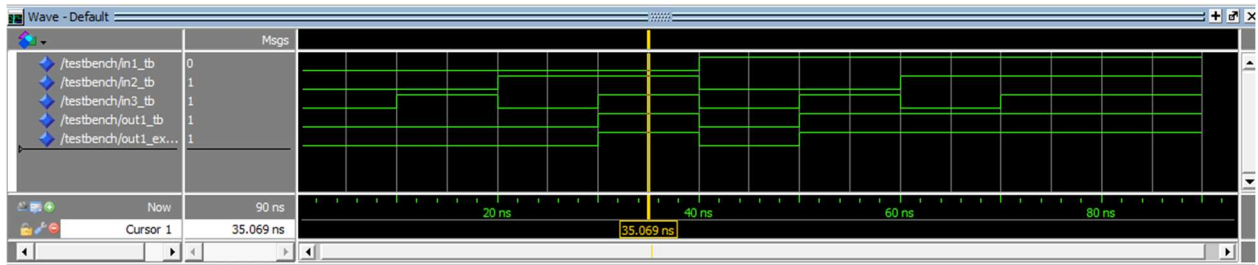 Wave - Default
Msgs
/testbench/in1_tb 0
/testbench/in2_tb 1
/testbench/in3_tb 1
/testbench/out1_tb 1
/testbench/out1_ex... 1
Now 90 ns 20 ns 40 ns 60 ns 80 ns
Cursor 1 35.069 ns 35.069 ns